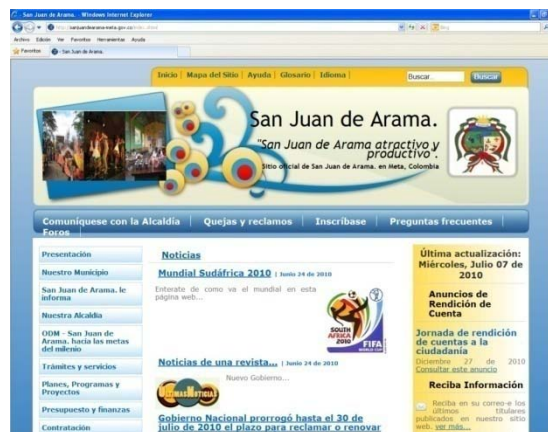 San Juan de Arama. - Windows Internet Explorer
Archivo Edición Ver Favoritos Herramientas Ayuda
Favoritos San Juan de Arama.
Inicio | Mapa del Sitio | Ayuda | Glosario | Idioma |
Buscar
Buscar
San Juan de Arama.
"San Juan de Arama atractivo y
productivo".
Sitio oficial de San Juan de Arama. en Meta, Colombia
Comuníquese con la Alcaldía | Quejas y reclamos | Inscríbase | Preguntas frecuentes |
Foros
Presentación
Nuestro Municipio
San Juan de Arama. le
informa
Nuestra Alcaldía
ODM - San Juan de
Arama. hacia las metas
del milenio
Trámites y servicios
Planes, Programas y
Proyectos
Presupuesto y finanzas
Contratación
Noticias
Mundial Sudáfrica 2010 | Junio 24 de 2010
Enterate de como va el mundial en esta
página web...
SOUTH AFRICA 2010
FIFA
WORLD CUP
Noticias de una revista... | Junio 24 de 2010
Nuevo Gobierno...
ULTIMAS NOTICIAS
Gobierno Nacional prorrogó hasta el 30 de
julio de 2010 el plazo para reclamar o renovar
Última actualización:
Miércoles, Julio 07 de
2010
Anuncios de
Rendición de
Cuenta
Jornada de rendición
de cuentas a la
ciudadanía
Diciembre 27 de 2010
Consultar este anuncio
Recibir Información
Reciba en su correo-e los
últimos titulares
publicados en nuestro sitio
web. ver más...